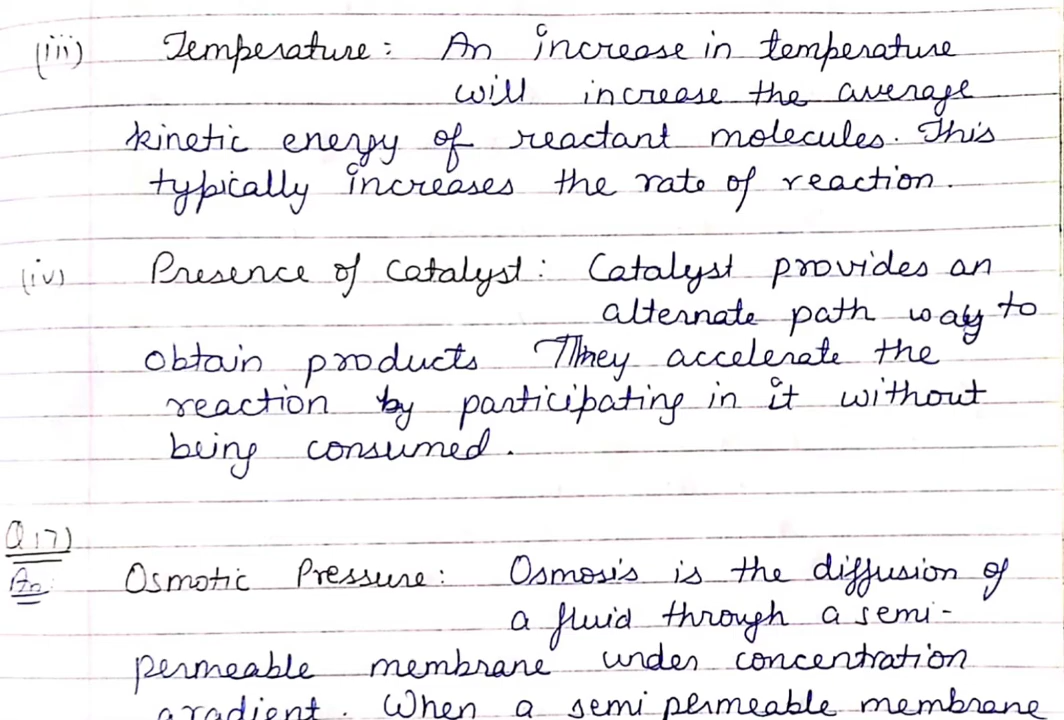 (iii) Temperature: An increase in temperature
will increase the average
kinetic energy of reactant molecules. This
typically increases the rate of reaction.
(iv) Presence of Catalyst: Catalyst provides an
alternate path way to
obtain products They accelerate the
reaction by participating in it without
being consumed.
Q17)
An: Osmotic Pressure: Osmosis is the diffusion of
a fluid through a semi-
permeable membrane under concentration
gradient. When a semi permeable membrane